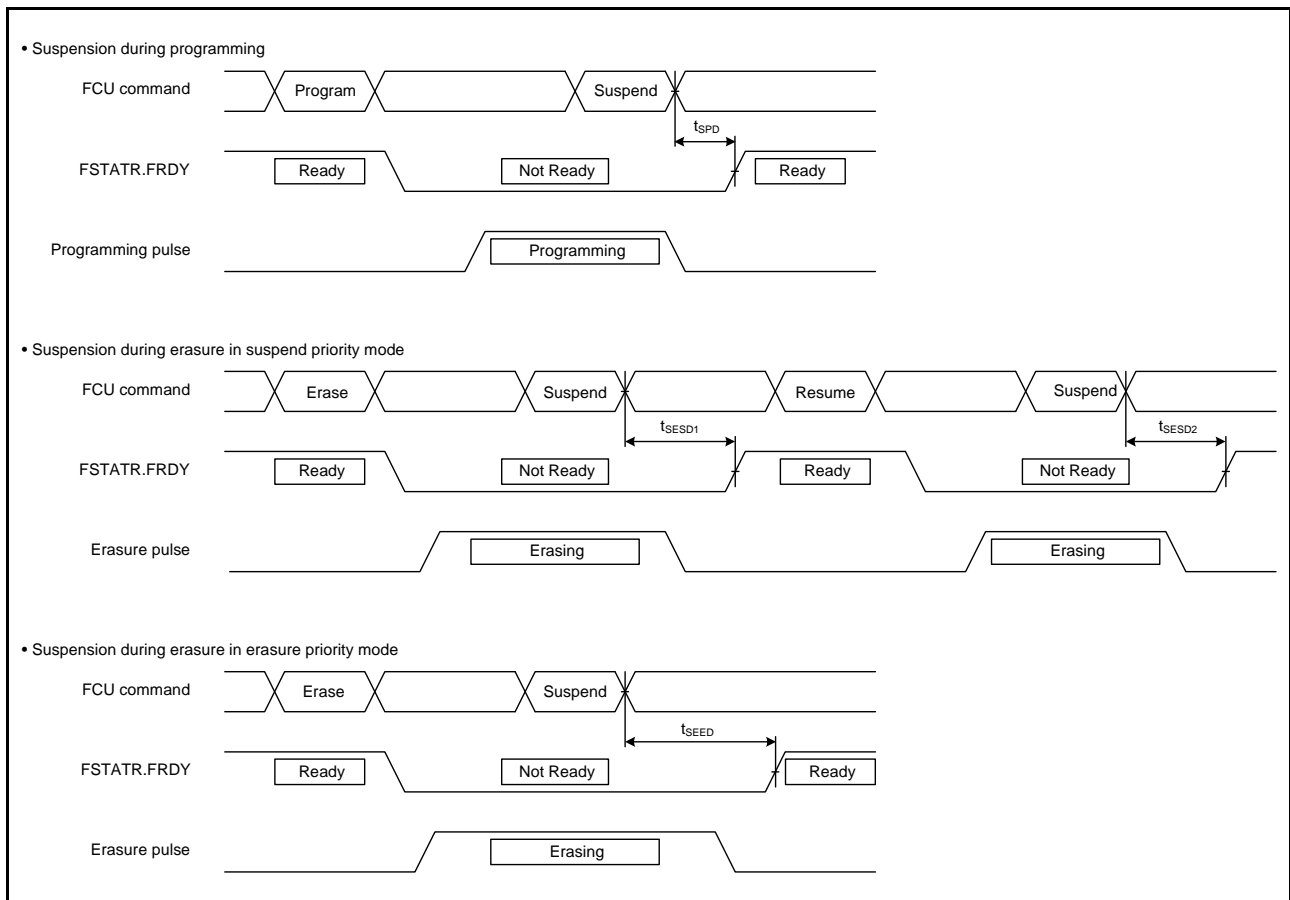 • Suspension during programming
FCU command
Program
Suspend
tSPD
FSTATR.FRDY
Ready
Not Ready
Ready
Programming pulse
Programming
• Suspension during erasure in suspend priority mode
FCU command
Erase
Suspend
Resume
Suspend
tSESD1
tSESD2
FSTATR.FRDY
Ready
Not Ready
Ready
Not Ready
Erasure pulse
Erasing
Erasing
• Suspension during erasure in erasure priority mode
FCU command
Erase
Suspend
tSEED
FSTATR.FRDY
Ready
Not Ready
Ready
Erasure pulse
Erasing